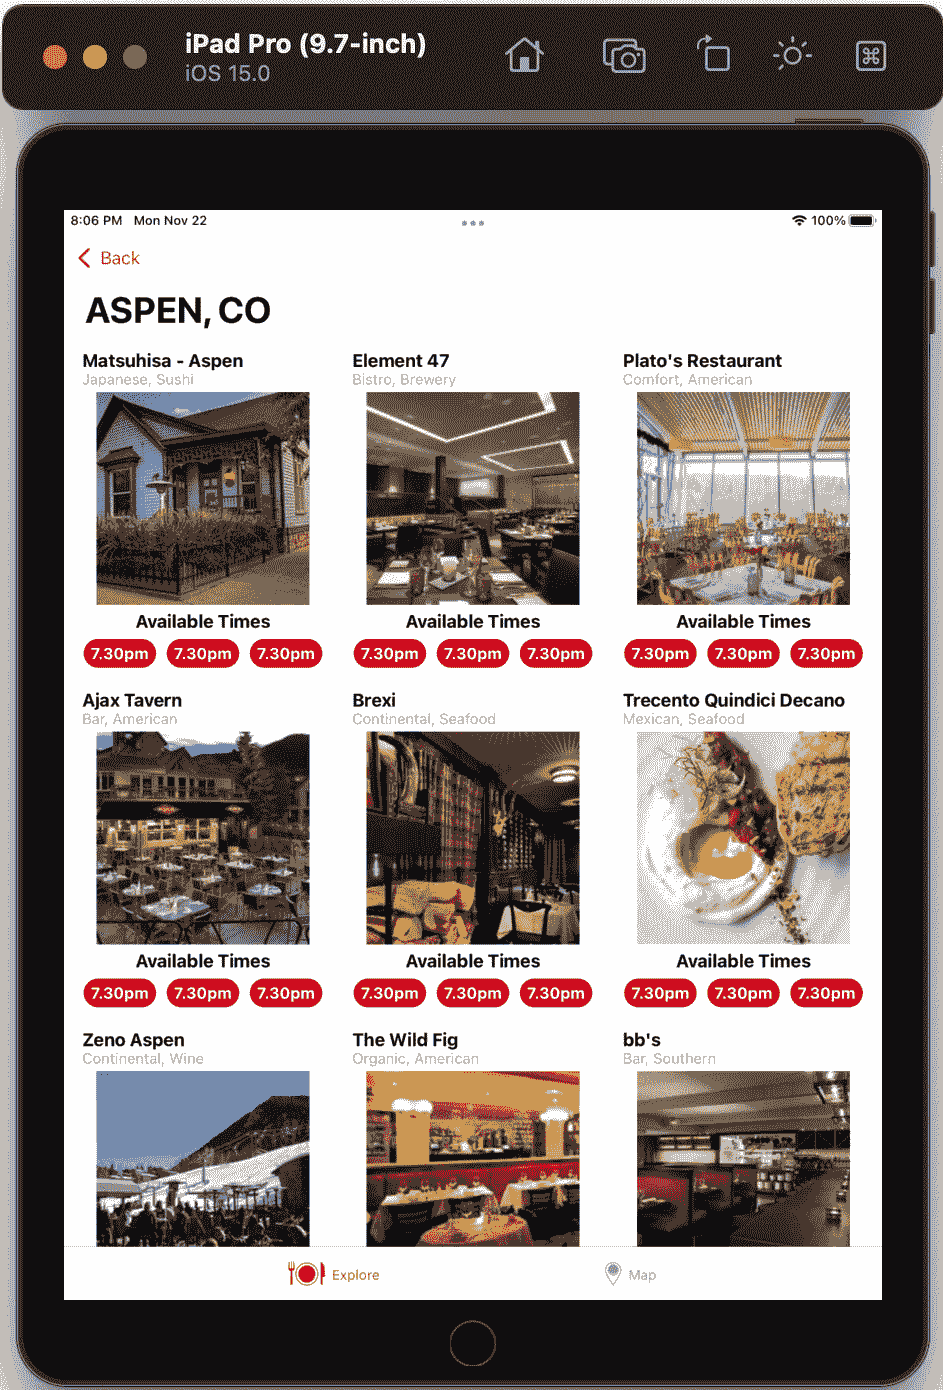 iPad Pro (9.7-inch)
iOS 15.0
8:06 PM Mon Nov 22
100%
Back
ASPEN, CO
Matsuhisa - Aspen
Japanese, Sushi
Element 47
Bistro, Brewery
Plato's Restaurant
Comfort, American
Available Times
7.30pm 7.30pm 7.30pm
Available Times
7.30pm 7.30pm 7.30pm
Available Times
7.30pm 7.30pm 7.30pm
Ajax Tavern
Bar, American
Brexi
Continental, Seafood
Trecento Quindici Decano
Mexican, Seafood
Available Times
7.30pm 7.30pm 7.30pm
Available Times
7.30pm 7.30pm 7.30pm
Available Times
7.30pm 7.30pm 7.30pm
Zeno Aspen
Continental, Wine
The Wild Fig
Organic, American
bb's
Bar, Southern
Explore
Map